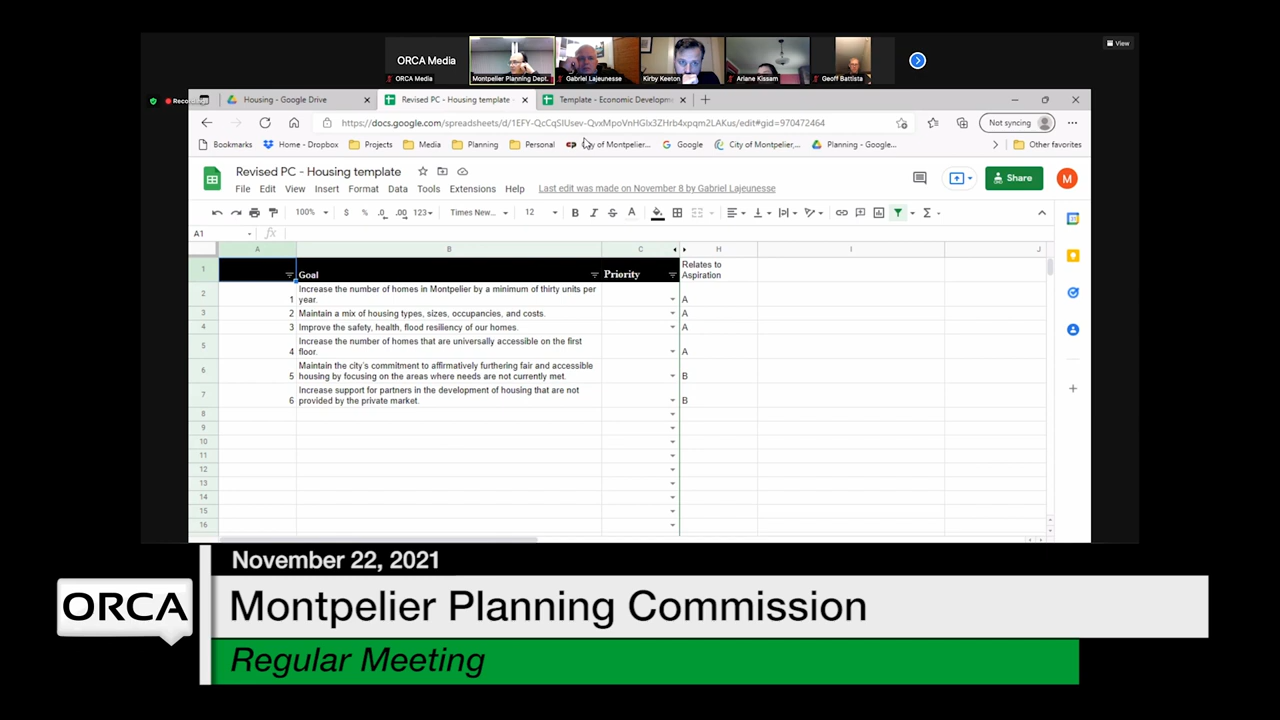 View
ORCA Media
ORCA Media
Montpelier Planning Dept.
Gabriel Lajeunesse
Kirby Keeton
Ariane Kissam
Geoff Battista
Housing - Google Drive
Revised PC - Housing template -
Template - Economic Developm
https://docs.google.com/spreadsheets/d/1EFY-QcCqSIUsev-QvxMpoVnHGIx3ZHrb4xpqm2LAKus/edit#gid=970472464
Not syncing
Bookmarks
Home - Dropbox
Projects
Media
Planning
Personal
y of Montpelier...
Google
City of Montpelier,...
Planning - Google...
Other favorites
Revised PC - Housing template
Share
M
File Edit View Insert Format Data Tools Extensions Help
Last edit was made on November 8 by Gabriel Lajeunesse
100% $ % .0 .00 123 Times New... 12 B I S A
A1 fx
A B C H I J
1 Goal Priority Relates to
Aspiration
2 1 Increase the number of homes in Montpelier by a minimum of thirty units per
year. A
3 2 Maintain a mix of housing types, sizes, occupancies, and costs. A
4 3 Improve the safety, health, flood resiliency of our homes. A
5 4 Increase the number of homes that are universally accessible on the first
floor. A
6 5 Maintain the city's commitment to affirmatively furthering fair and accessible
housing by focusing on the areas where needs are not currently met. B
7 6 Increase support for partners in the development of housing that are not
provided by the private market. B
8
9
10
11
12
13
14
15
16
November 22, 2021
ORCA
Montpelier Planning Commission
Regular Meeting